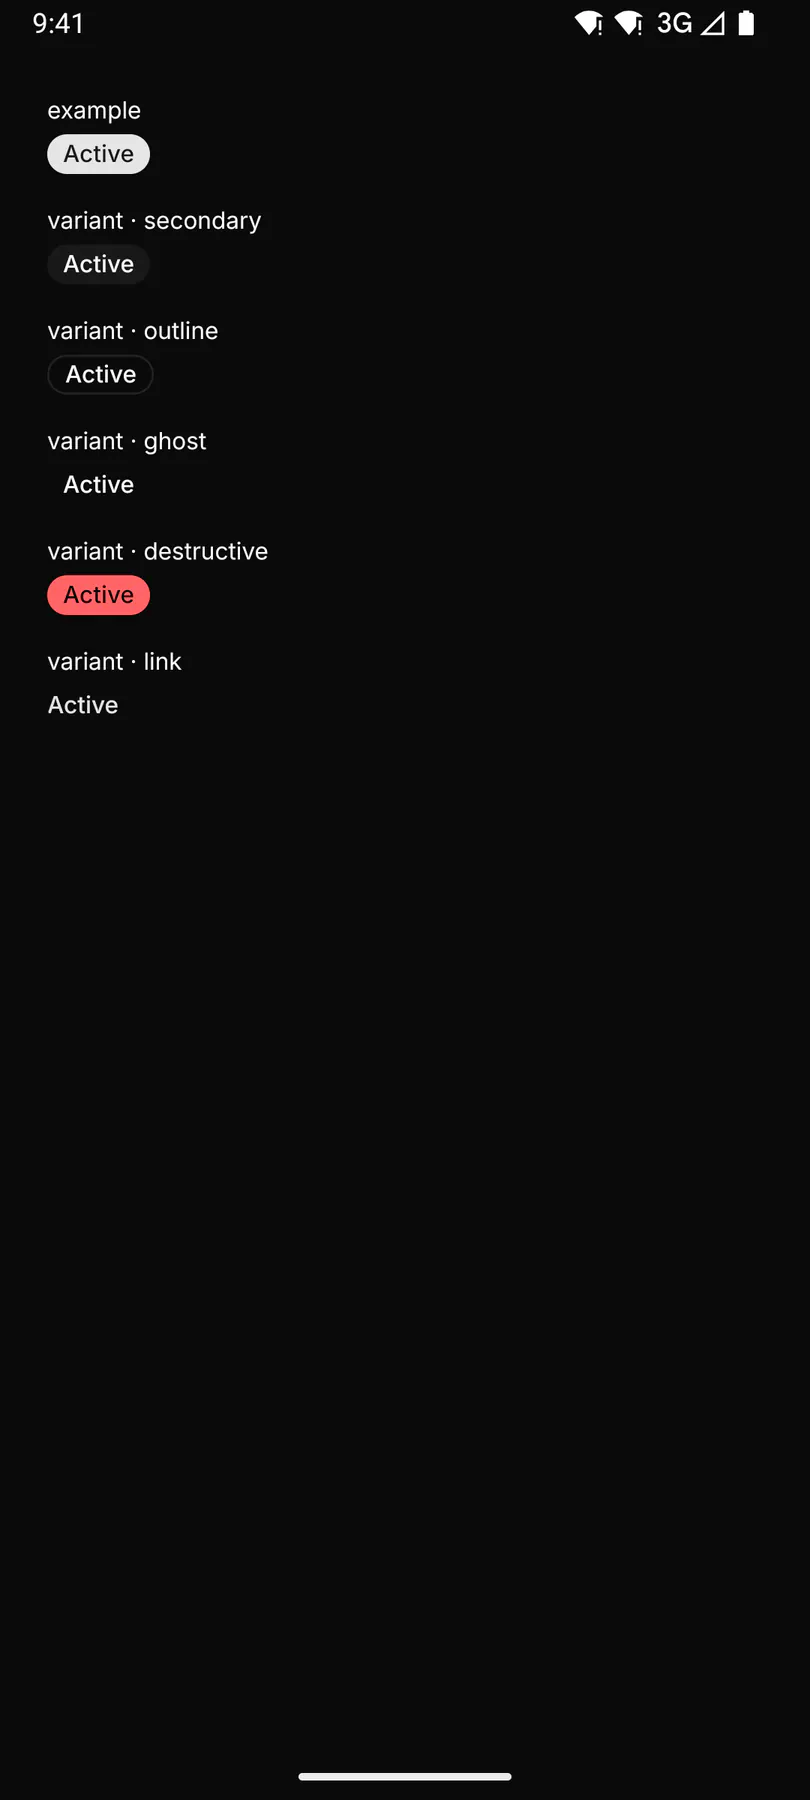 9:41 3G
example
Active
variant · secondary
Active
variant · outline
Active
variant · ghost
Active
variant · destructive
Active
variant · link
Active